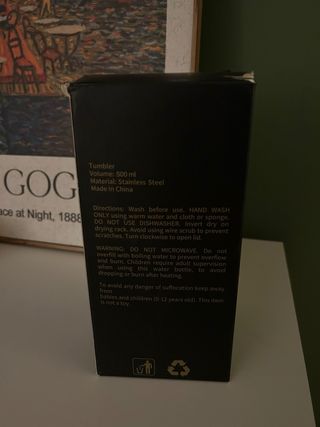 GOG
ace at Night, 1888
Tumbler
Volume: 500 ml
Material: Stainless Steel
Made in China
Directions: Wash before use. HAND WASH
ONLY using warm water and cloth or sponge.
DO NOT USE DISHWASHER. Invert dry on
drying rack. Avoid using wire scrub to prevent
scratches. Turn clockwise to open lid.
WARNING: DO NOT MICROWAVE. Do not
overfill with boiling water to prevent overflow
and burn. Children require adult supervision
when using this water bottle, to avoid
dropping or burn after heating.
To avoid any danger of suffocation keep away
from
babies and children (0-12 years old). This item
is not a toy.